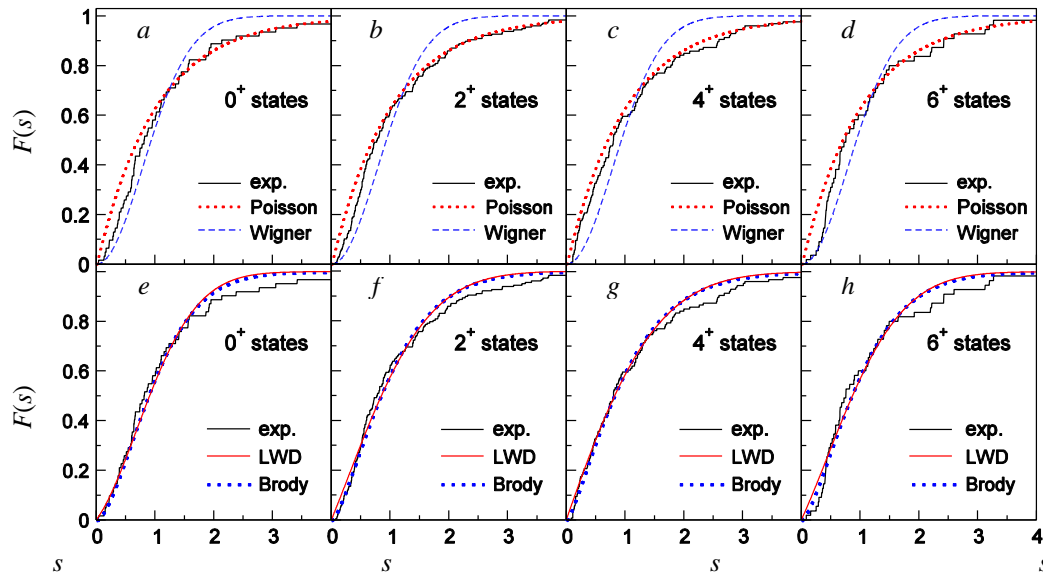 1
0.8
0.6
0.4
0.2
0
F(s)
a
0⁺ states
exp.
Poisson
Wigner
b
2⁺ states
exp.
Poisson
Wigner
c
4⁺ states
exp.
Poisson
Wigner
d
6⁺ states
exp.
Poisson
Wigner
0.8
0.6
0.4
0.2
0
F(s)
e
0⁺ states
exp.
LWD
Brody
f
2⁺ states
exp.
LWD
Brody
g
4⁺ states
exp.
LWD
Brody
h
6⁺ states
exp.
LWD
Brody
0 1 2 3 0 1 2 3 0 1 2 3 0 1 2 3 4
s s s s